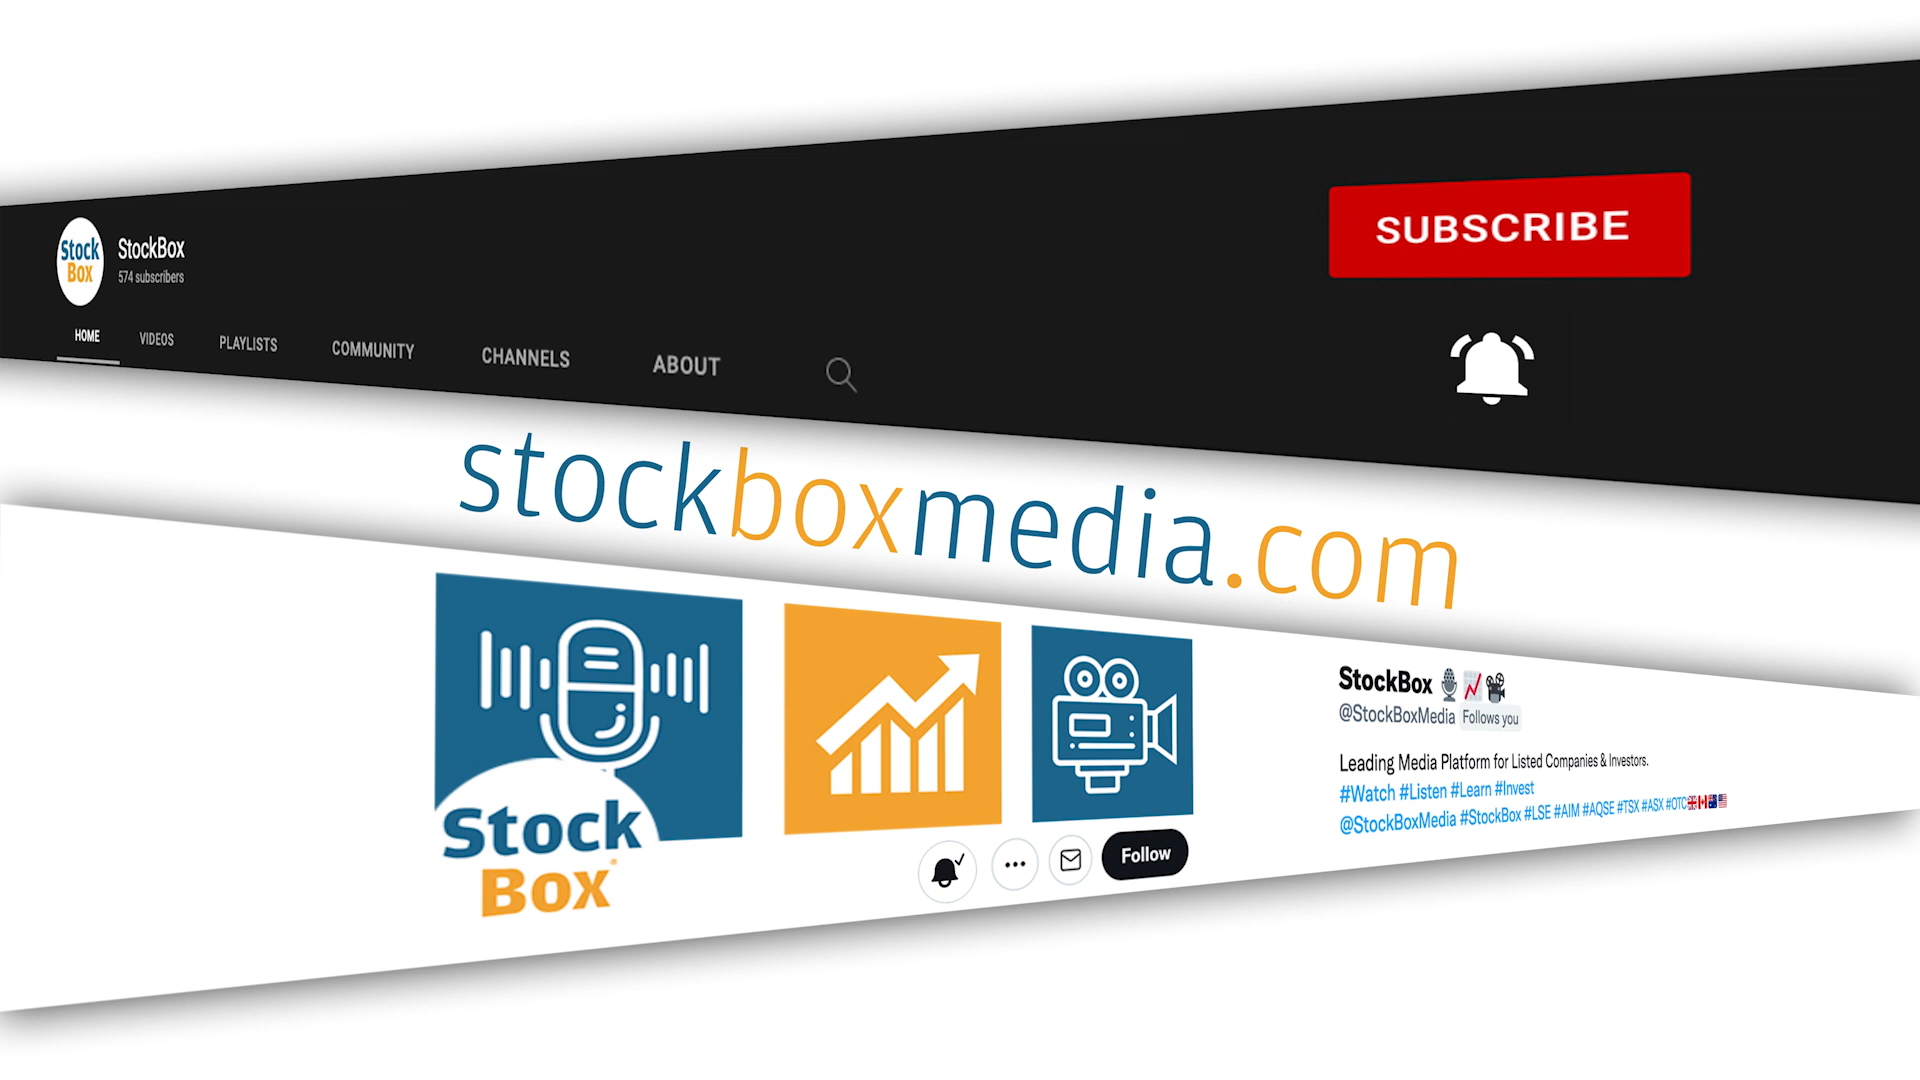 Stock
Box
StockBox
574 subscribers
HOME VIDEOS PLAYLISTS COMMUNITY CHANNELS ABOUT
SUBSCRIBE
stockboxmedia.com
Stock
Box
Follow
StockBox
@StockBoxMedia Follows you
Leading Media Platform for Listed Companies & Investors.
#Watch #Listen #Learn #Invest
@StockBoxMedia #StockBox #LSE #AIM #AQSE #TSX #ASX #OTC